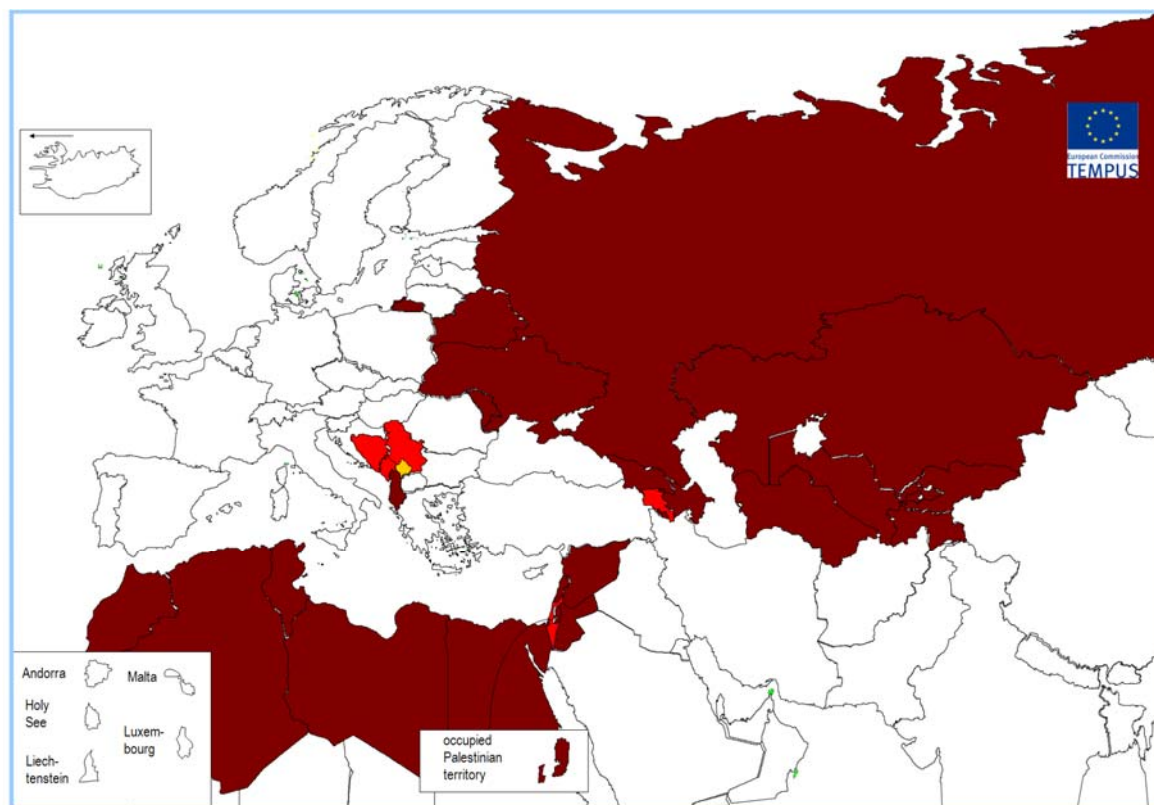 European Commission
TEMPUS
Andorra
Malta
Holy
See
Luxem-
bourg
Liech-
tenstein
occupied
Palestinian
territory